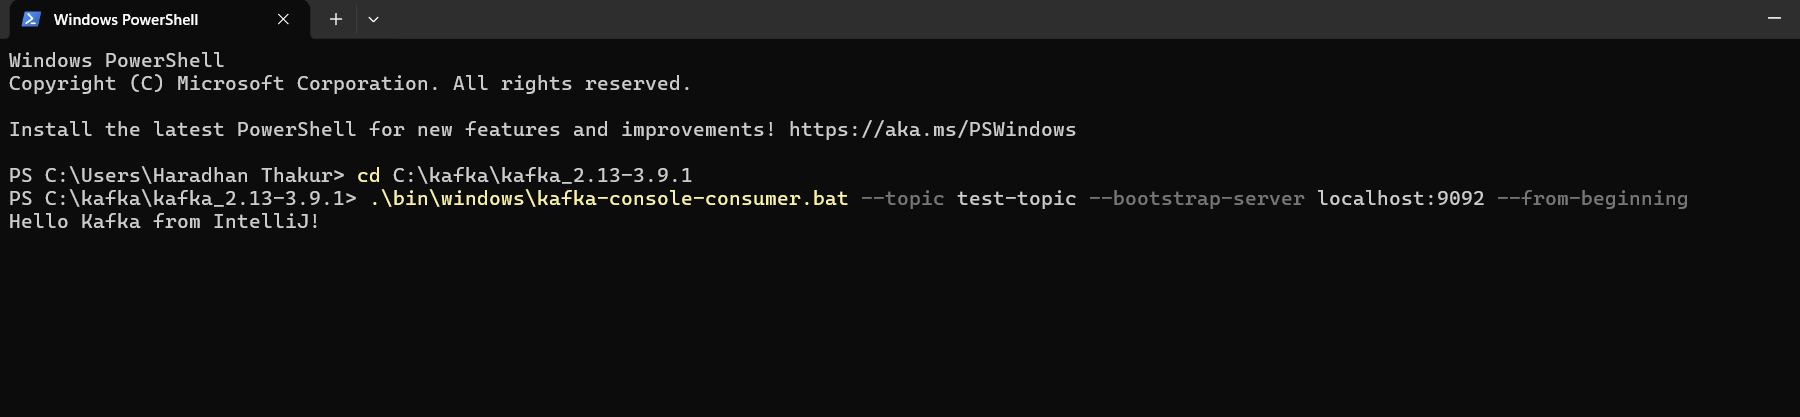 Windows PowerShell
Windows PowerShell
Copyright (C) Microsoft Corporation. All rights reserved.
Install the latest PowerShell for new features and improvements! https://aka.ms/PSWindows
PS C:\Users\Haradhan Thakur> cd C:\kafka\kafka_2.13-3.9.1
PS C:\kafka\kafka_2.13-3.9.1> .\bin\windows\kafka-console-consumer.bat --topic test-topic --bootstrap-server localhost:9092 --from-beginning
Hello Kafka from IntelliJ!